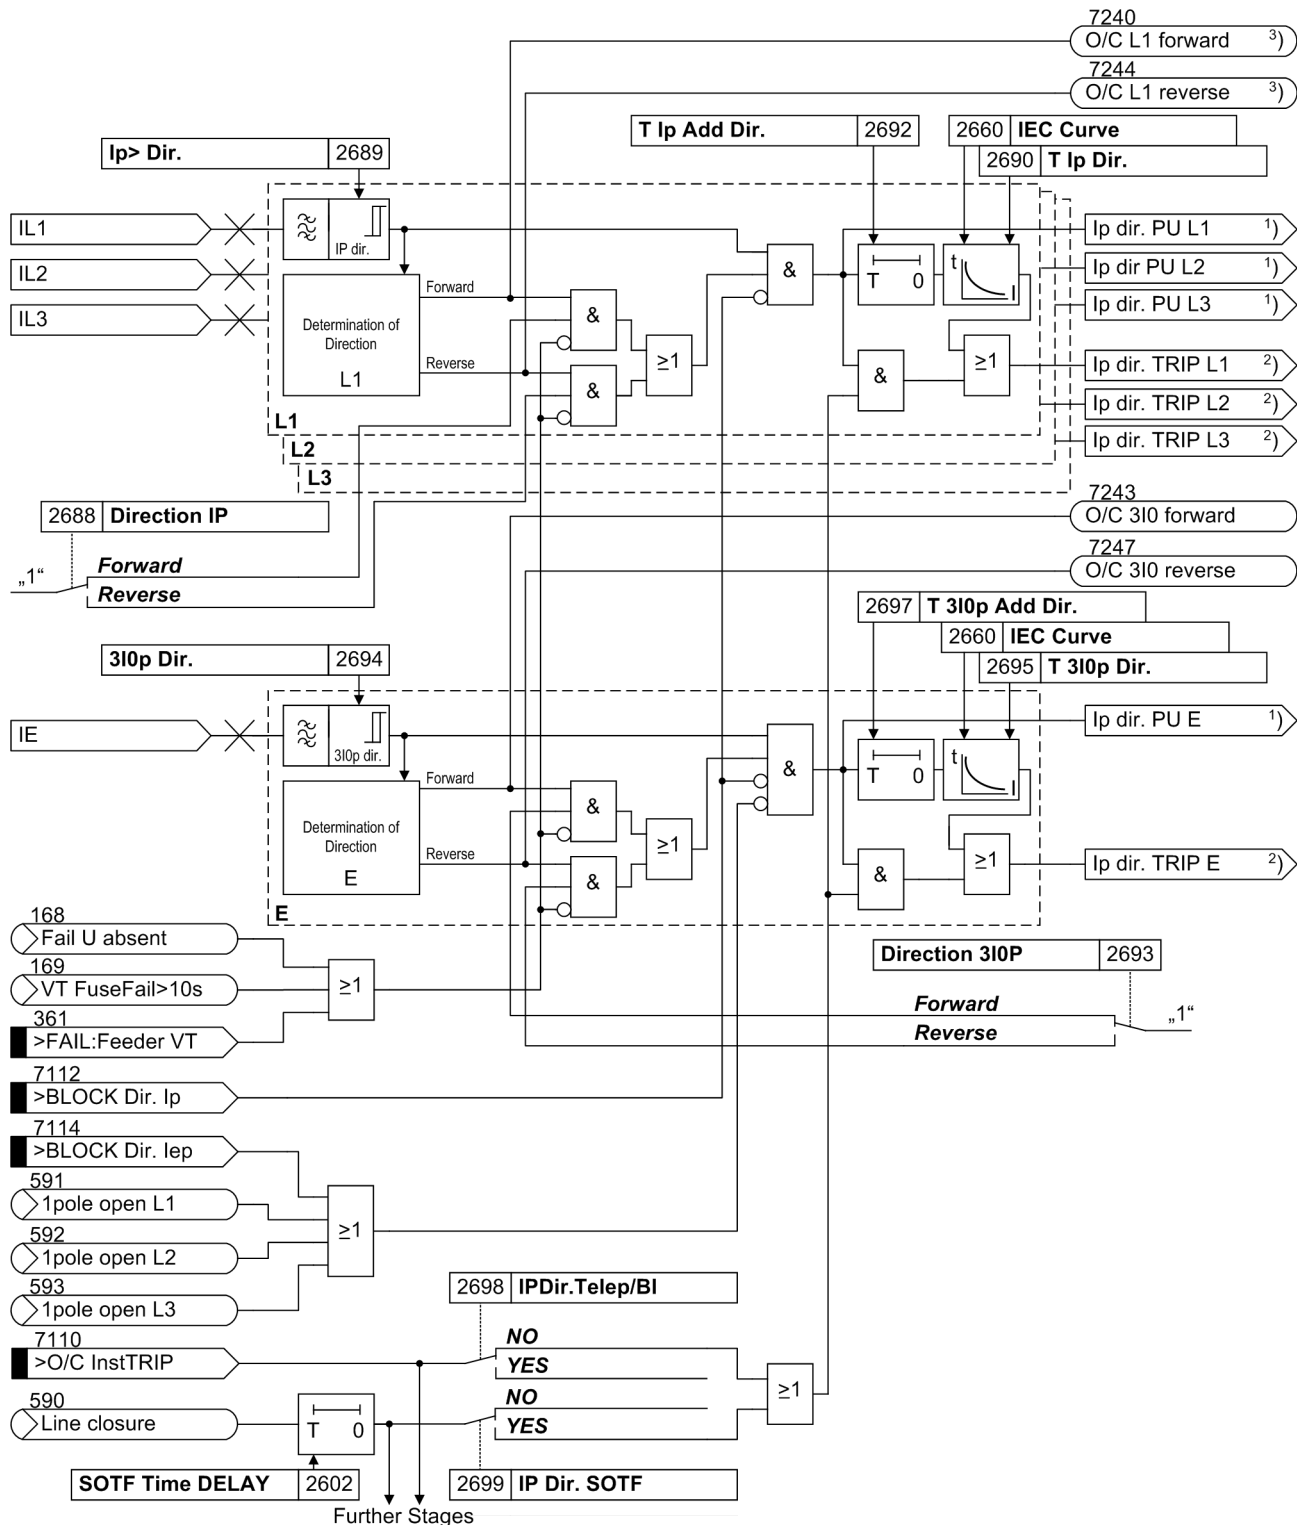 7240
O/C L1 forward 3)
7244
O/C L1 reverse 3)
T Ip Add Dir. 2692
2660 IEC Curve
2690 T Ip Dir.
Ip> Dir. 2689
IL1
IL2
IL3
IP dir.
Determination of
Direction
L1
Forward
Reverse
&
&
≥1
&
T 0
t
I
&
≥1
Ip dir. PU L1 1)
Ip dir PU L2 1)
Ip dir. PU L3 1)
Ip dir. TRIP L1 2)
Ip dir. TRIP L2 2)
Ip dir. TRIP L3 2)
L1
L2
L3
2688 Direction IP
„1“
Forward
Reverse
7243
O/C 3I0 forward
7247
O/C 3I0 reverse
2697 T 3I0p Add Dir.
2660 IEC Curve
2695 T 3I0p Dir.
3I0p Dir. 2694
IE
3I0p dir.
Determination of
Direction
E
Forward
Reverse
&
&
≥1
&
T 0
t
I
&
≥1
Ip dir. PU E 1)
Ip dir. TRIP E 2)
E
168
Fail U absent
169
VT FuseFail>10s
361
>FAIL:Feeder VT
≥1
Direction 3I0P 2693
Forward
Reverse
„1“
7112
>BLOCK Dir. Ip
7114
>BLOCK Dir. Iep
591
1pole open L1
592
1pole open L2
593
1pole open L3
≥1
7110
>O/C InstTRIP
590
Line closure
T 0
SOTF Time DELAY 2602
2698 IPDir.Telep/BI
NO
YES
NO
YES
≥1
2699 IP Dir. SOTF
Further Stages